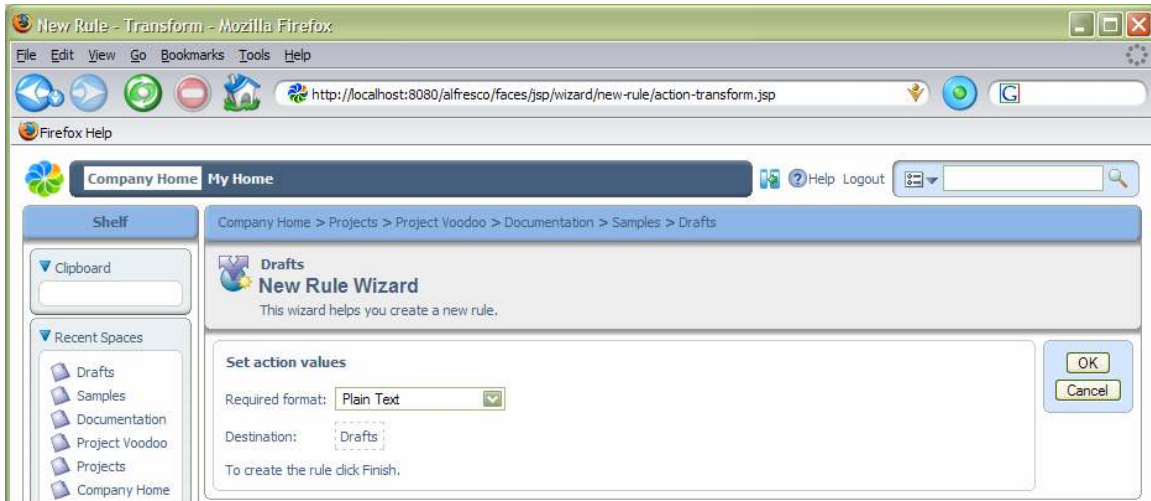 New Rule - Transform - Mozilla Firefox
File Edit View Go Bookmarks Tools Help
http://localhost:8080/alfresco/faces/jsp/wizard/new-rule/action-transform.jsp
G
Firefox Help
Company Home My Home
Help Logout
Shelf
Company Home > Projects > Project Voodoo > Documentation > Samples > Drafts
Clipboard
Drafts
New Rule Wizard
This wizard helps you create a new rule.
Recent Spaces
Drafts
Samples
Documentation
Project Voodoo
Projects
Company Home
Set action values
Required format: Plain Text
Destination: Drafts
To create the rule click Finish.
OK
Cancel